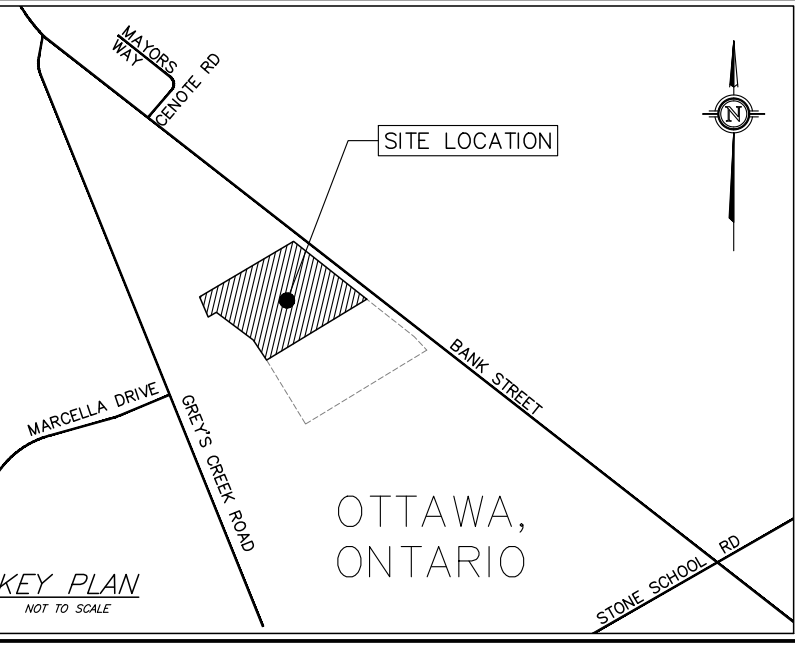 MAYORS
WAY
CENOTE RD
SITE LOCATION
N
BANK STREET
MARCELLA DRIVE
GREY'S CREEK ROAD
OTTAWA,
ONTARIO
STONE SCHOOL RD
KEY PLAN
NOT TO SCALE